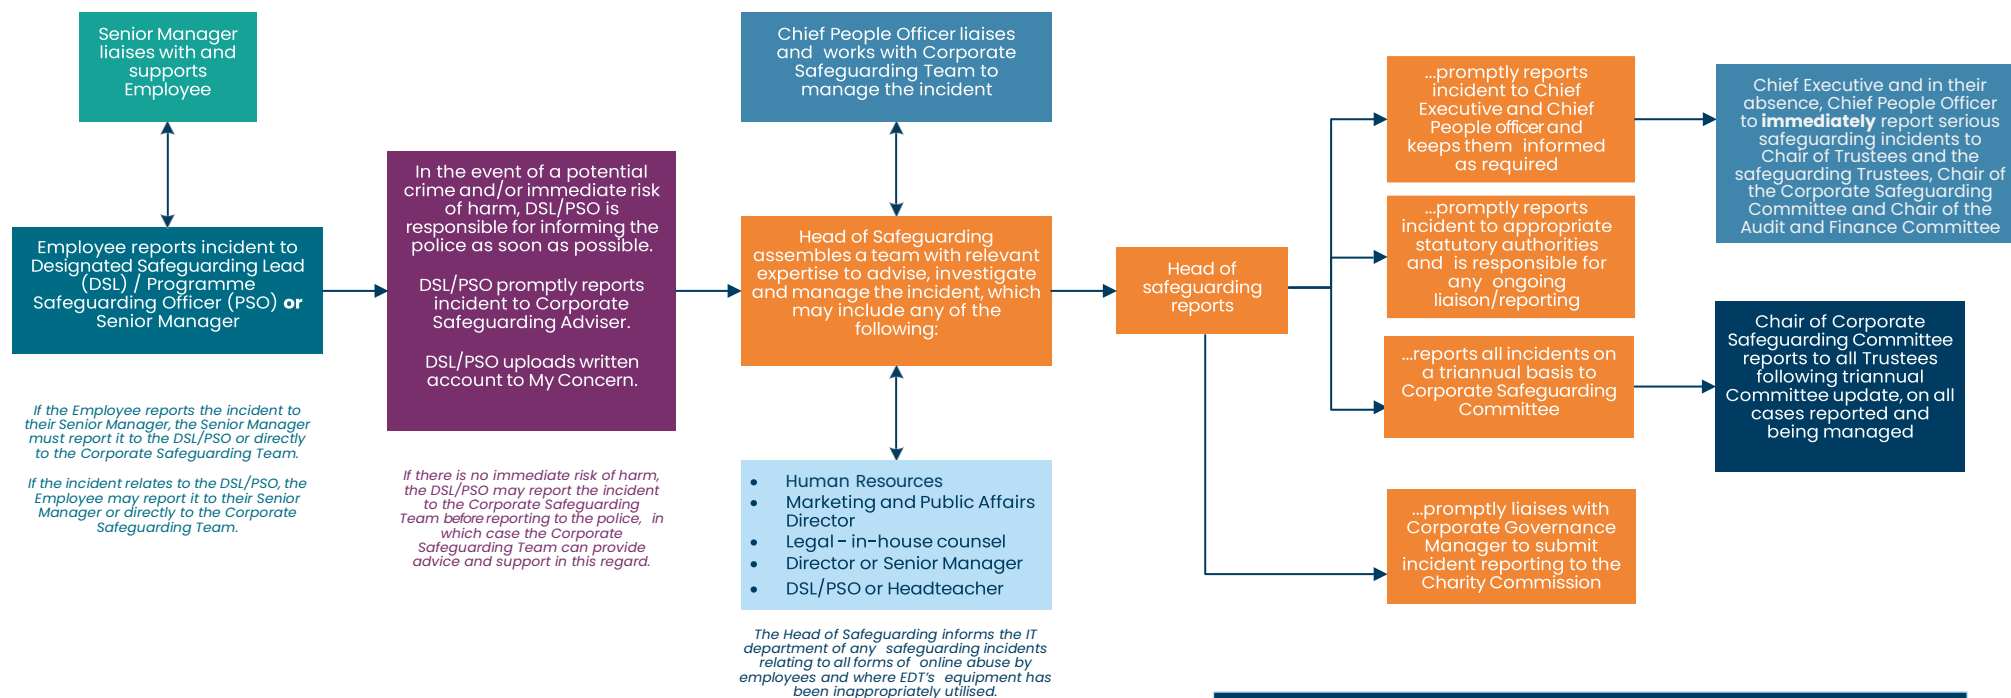 Senior Manager
liaises with and
supports
Employee
Employee reports incident to
Designated Safeguarding Lead
(DSL) / Programme
Safeguarding Officer (PSO) or
Senior Manager
If the Employee reports the incident to
their Senior Manager, the Senior Manager
must report it to the DSL/PSO or directly
to the Corporate Safeguarding Team.
If the incident relates to the DSL/PSO, the
Employee may report it to their Senior
Manager or directly to the Corporate
Safeguarding Team.
In the event of a potential
crime and/or immediate risk
of harm, DSL/PSO is
responsible for informing the
police as soon as possible.
DSL/PSO promptly reports
incident to Corporate
Safeguarding Adviser.
DSL/PSO uploads written
account to My Concern.
If there is no immediate risk of harm,
the DSL/PSO may report the incident
to the Corporate Safeguarding
Team before reporting to the police, in
which case the Corporate
Safeguarding Team can provide
advice and support in this regard.
Chief People Officer liaises
and works with Corporate
Safeguarding Team to
manage the incident
Head of Safeguarding
assembles a team with relevant
expertise to advise, investigate
and manage the incident, which
may include any of the
following:
• Human Resources
• Marketing and Public Affairs
Director
• Legal - in-house counsel
• Director or Senior Manager
• DSL/PSO or Headteacher
The Head of Safeguarding informs the IT
department of any safeguarding incidents
relating to all forms of online abuse by
employees and where EDT's equipment has
been inappropriately utilised.
Head of
safeguarding
reports
...promptly reports
incident to Chief
Executive and Chief
People officer and
keeps them informed
as required
...promptly reports
incident to appropriate
statutory authorities
and is responsible for
any ongoing
liaison/reporting
...reports all incidents on
a triannual basis to
Corporate Safeguarding
Committee
...promptly liaises with
Corporate Governance
Manager to submit
incident reporting to the
Charity Commission
Chief Executive and in their
absence, Chief People Officer
to immediately report serious
safeguarding incidents to
Chair of Trustees and the
safeguarding Trustees, Chair of
the Corporate Safeguarding
Committee and Chair of the
Audit and Finance Committee
Chair of Corporate
Safeguarding Committee
reports to all Trustees
following triannual
Committee update, on all
cases reported and
being managed